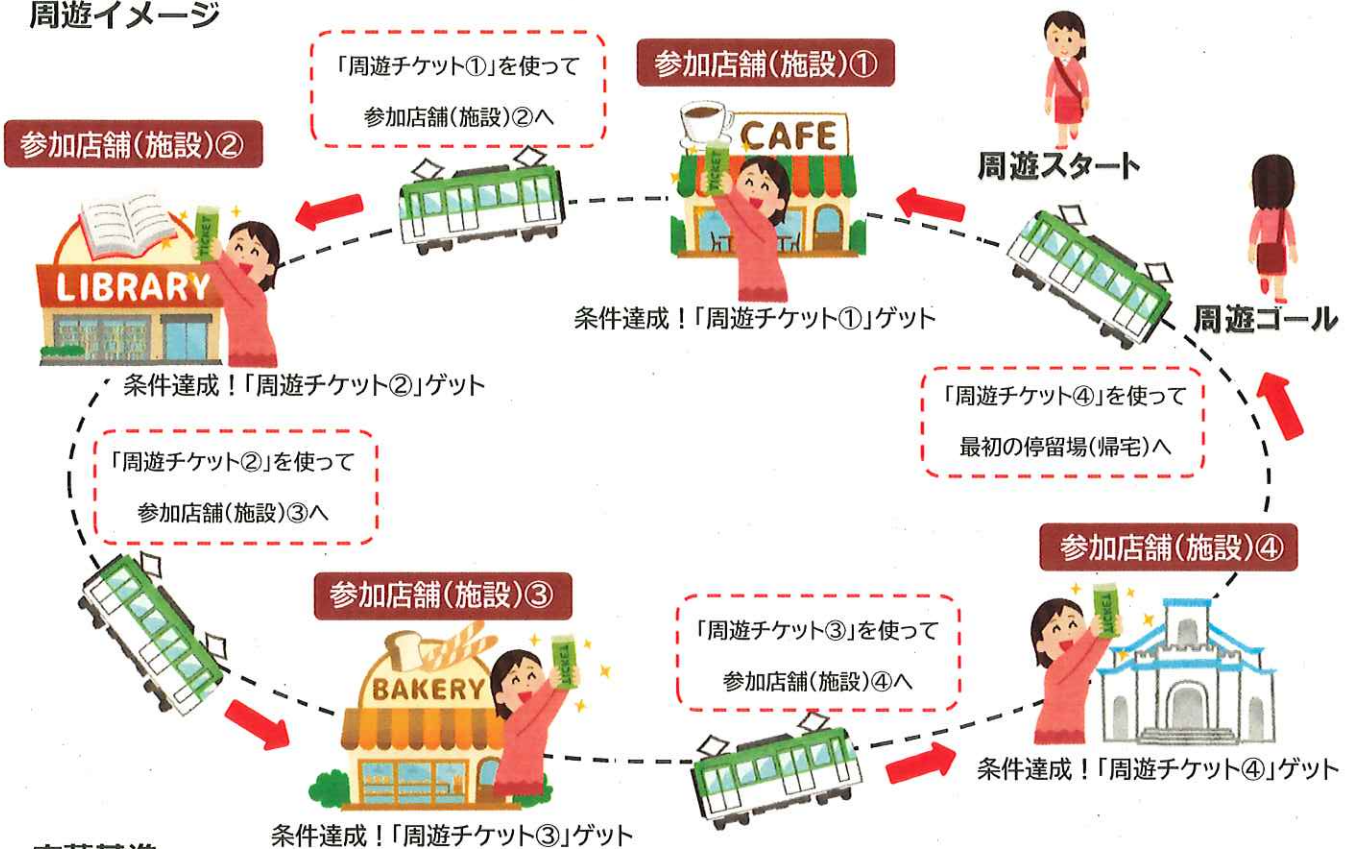 周遊イメージ
周遊スタート
参加店舗(施設)①
CAFE
TICKET
条件達成！「周遊チケット①」ゲット
「周遊チケット①」を使って
参加店舗(施設)②へ
参加店舗(施設)②
LIBRARY
TICKET
条件達成！「周遊チケット②」ゲット
「周遊チケット②」を使って
参加店舗(施設)③へ
参加店舗(施設)③
BAKERY
TICKET
条件達成！「周遊チケット③」ゲット
「周遊チケット③」を使って
参加店舗(施設)④へ
参加店舗(施設)④
TICKET
条件達成！「周遊チケット④」ゲット
「周遊チケット④」を使って
最初の停留場(帰宅)へ
周遊ゴール